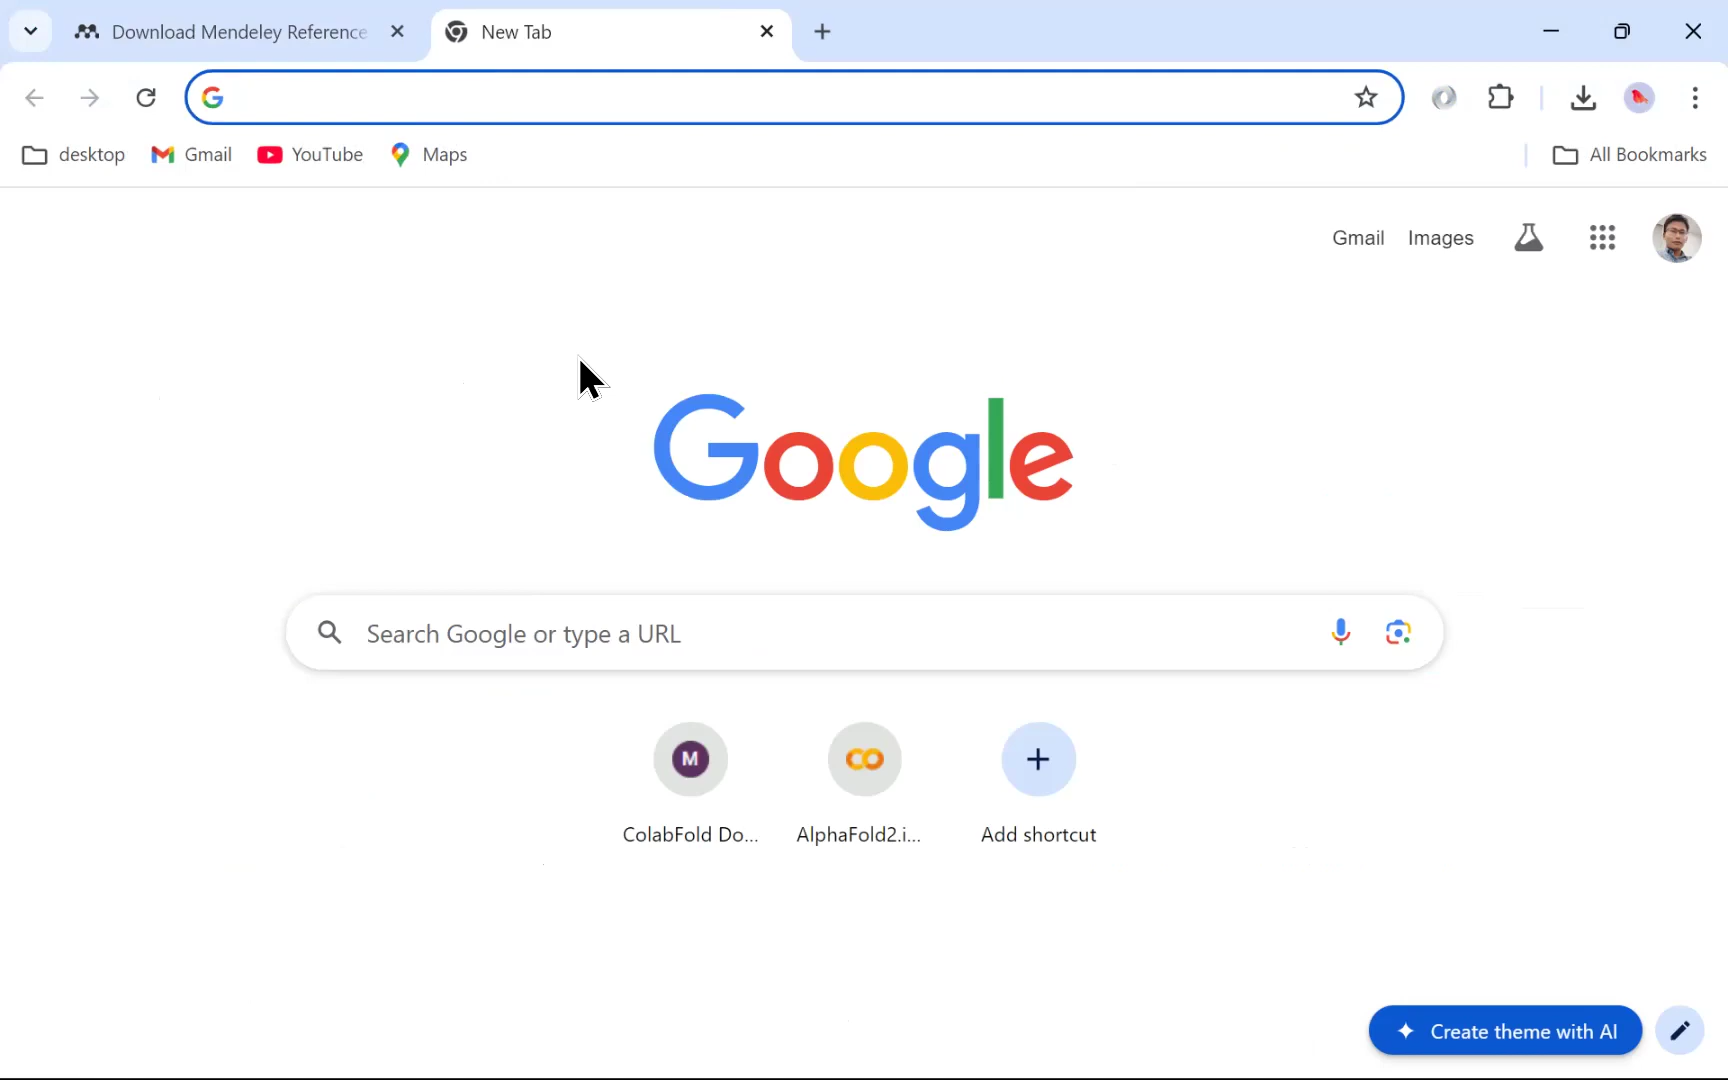 Download Mendeley Reference
New Tab
desktop
Gmail
YouTube
Maps
All Bookmarks
Gmail
Images
Google
Search Google or type a URL
M
ColabFold Do...
AlphaFold2.i...
Add shortcut
Create theme with AI